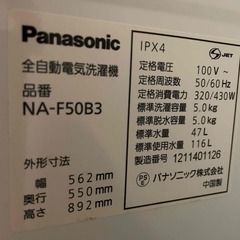 Panasonic
全自動電気洗濯機
品番
NA-F50B3
外形寸法
幅 562mm
奥行 550mm
高さ 892mm
IPX4
JET
定格電圧 100V~
定格周波数 50/60Hz
定格消費電力 320/430W
標準洗濯容量 5.0kg
標準脱水容量 5.0kg
標準水量 47L
標準使用水量 116L
製造番号 1211401126
PSE
パナソニック株式会社
中国製